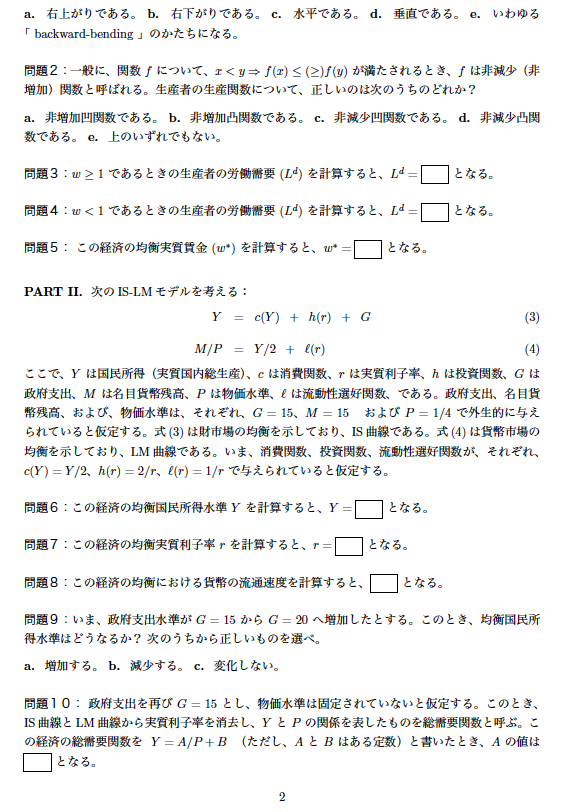 a. 右上がりである。 b. 右下がりである。 c. 水平である。 d. 垂直である。 e. いわゆる
「 backward-bending 」のかたちになる。
問題2：一般に、関数 f について、x < y ⇒ f(x) ≤ (≥)f(y) が満たされるとき、f は非減少（非
増加）関数と呼ばれる。生産者の生産関数について、正しいのは次のうちのどれか？
a. 非増加凹関数である。 b. 非増加凸関数である。 c. 非減少凹関数である。 d. 非減少凸関
数である。 e. 上のいずれでもない。
問題3：w ≥ 1 であるときの生産者の労働需要 (L^d) を計算すると、L^d = □ となる。
問題4：w < 1 であるときの生産者の労働需要 (L^d) を計算すると、L^d = □ となる。
問題5： この経済の均衡実質賃金 (w*) を計算すると、w* = □ となる。
PART II. 次の IS-LM モデルを考える：
Y = c(Y) + h(r) + G (3)
M/P = Y/2 + ℓ(r) (4)
ここで、Y は国民所得（実質国内総生産）、c は消費関数、r は実質利子率、h は投資関数、G は
政府支出、M は名目貨幣残高、P は物価水準、ℓ は流動性選好関数、である。政府支出、名目貨
幣残高、および、物価水準は、それぞれ、G = 15、M = 15 および P = 1/4 で外生的に与え
られていると仮定する。式 (3) は財市場の均衡を示しており、IS 曲線である。式 (4) は貨幣市場の
均衡を示しており、LM 曲線である。いま、消費関数、投資関数、流動性選好関数が、それぞれ、
c(Y) = Y/2、h(r) = 2/r、ℓ(r) = 1/r で与えられていると仮定する。
問題6：この経済の均衡国民所得水準 Y を計算すると、Y = □ となる。
問題7：この経済の均衡実質利子率 r を計算すると、r = □ となる。
問題8：この経済の均衡における貨幣の流通速度を計算すると、□ となる。
問題9：いま、政府支出水準が G = 15 から G = 20 へ増加したとする。このとき、均衡国民所
得水準はどうなるか？ 次のうちから正しいものを選べ。
a. 増加する。 b. 減少する。 c. 変化しない。
問題10： 政府支出を再び G = 15 とし、物価水準は固定されていないと仮定する。このとき、
IS 曲線と LM 曲線から実質利子率を消去し、Y と P の関係を表したものを総需要関数と呼ぶ。こ
の経済の総需要関数を Y = A/P + B （ただし、A と B はある定数）と書いたとき、A の値は
□ となる。
2